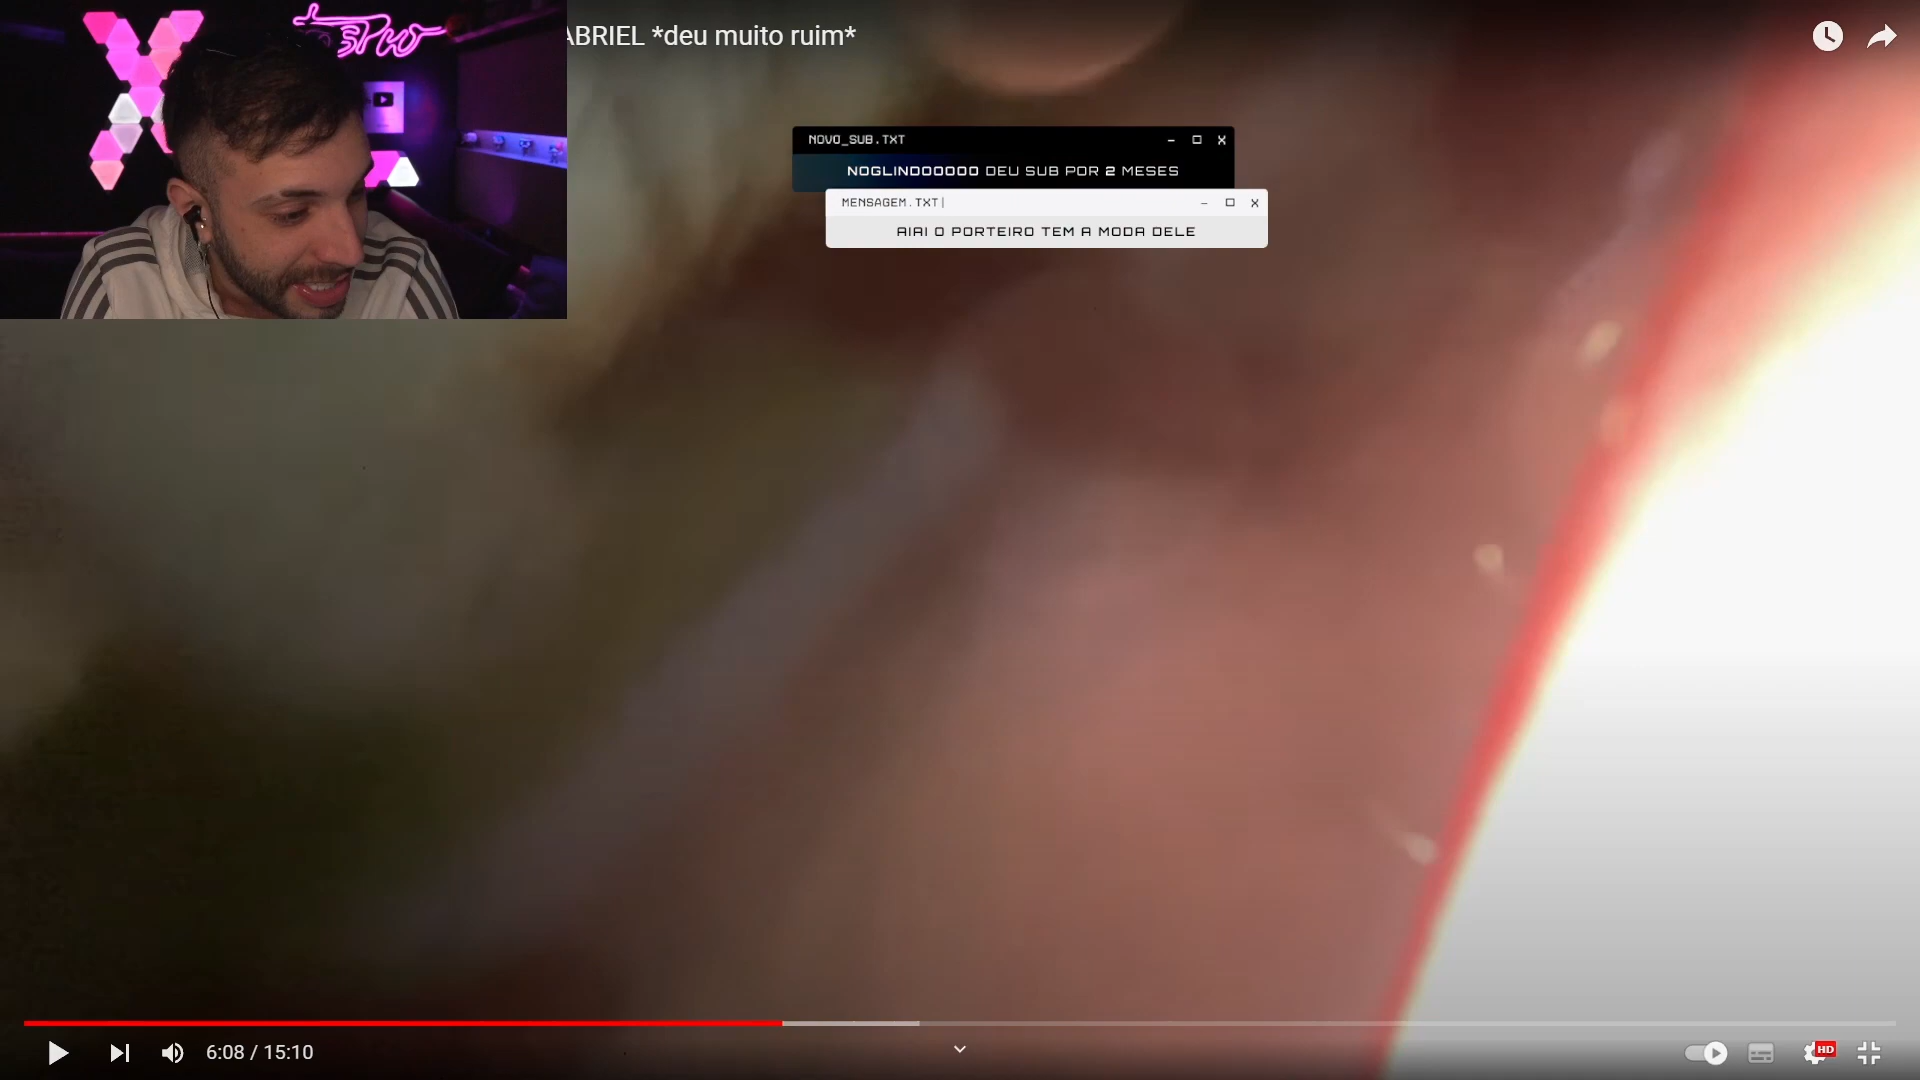 ABRIEL *deu muito ruim*
NOVO_SUB.TXT
NOGLINDOOOOO DEU SUB POR 2 MESES
MENSAGEM.TXT|
AIAI O PORTEIRO TEM A MODA DELE
6:08 / 15:10
HD